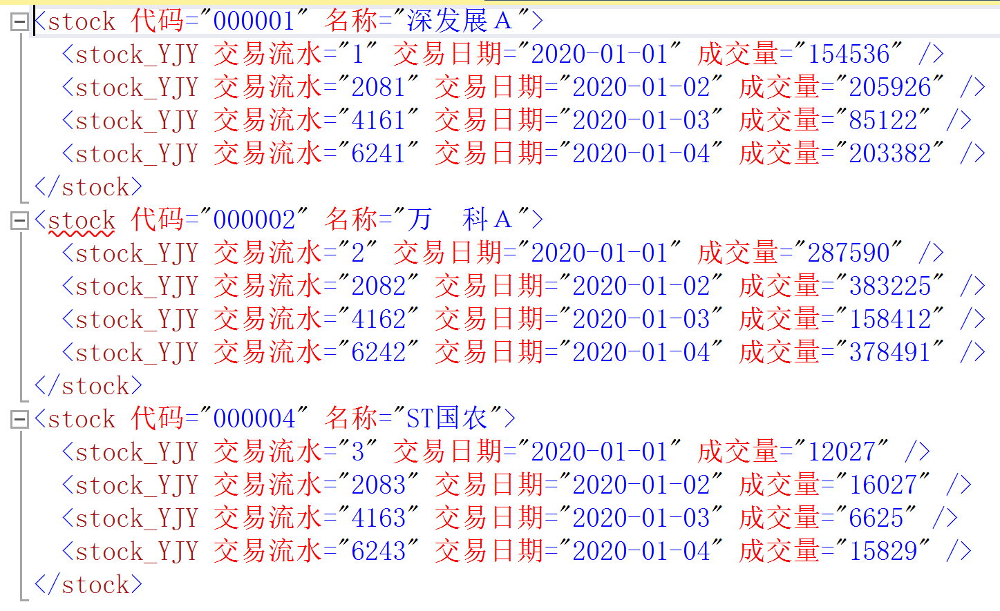 <stock 代码="000001" 名称="深发展Ａ">
<stock_YJY 交易流水="1" 交易日期="2020-01-01" 成交量="154536" />
<stock_YJY 交易流水="2081" 交易日期="2020-01-02" 成交量="205926" />
<stock_YJY 交易流水="4161" 交易日期="2020-01-03" 成交量="85122" />
<stock_YJY 交易流水="6241" 交易日期="2020-01-04" 成交量="203382" />
</stock>
<stock 代码="000002" 名称="万　科Ａ">
<stock_YJY 交易流水="2" 交易日期="2020-01-01" 成交量="287590" />
<stock_YJY 交易流水="2082" 交易日期="2020-01-02" 成交量="383225" />
<stock_YJY 交易流水="4162" 交易日期="2020-01-03" 成交量="158412" />
<stock_YJY 交易流水="6242" 交易日期="2020-01-04" 成交量="378491" />
</stock>
<stock 代码="000004" 名称="ST国农">
<stock_YJY 交易流水="3" 交易日期="2020-01-01" 成交量="12027" />
<stock_YJY 交易流水="2083" 交易日期="2020-01-02" 成交量="16027" />
<stock_YJY 交易流水="4163" 交易日期="2020-01-03" 成交量="6625" />
<stock_YJY 交易流水="6243" 交易日期="2020-01-04" 成交量="15829" />
</stock>